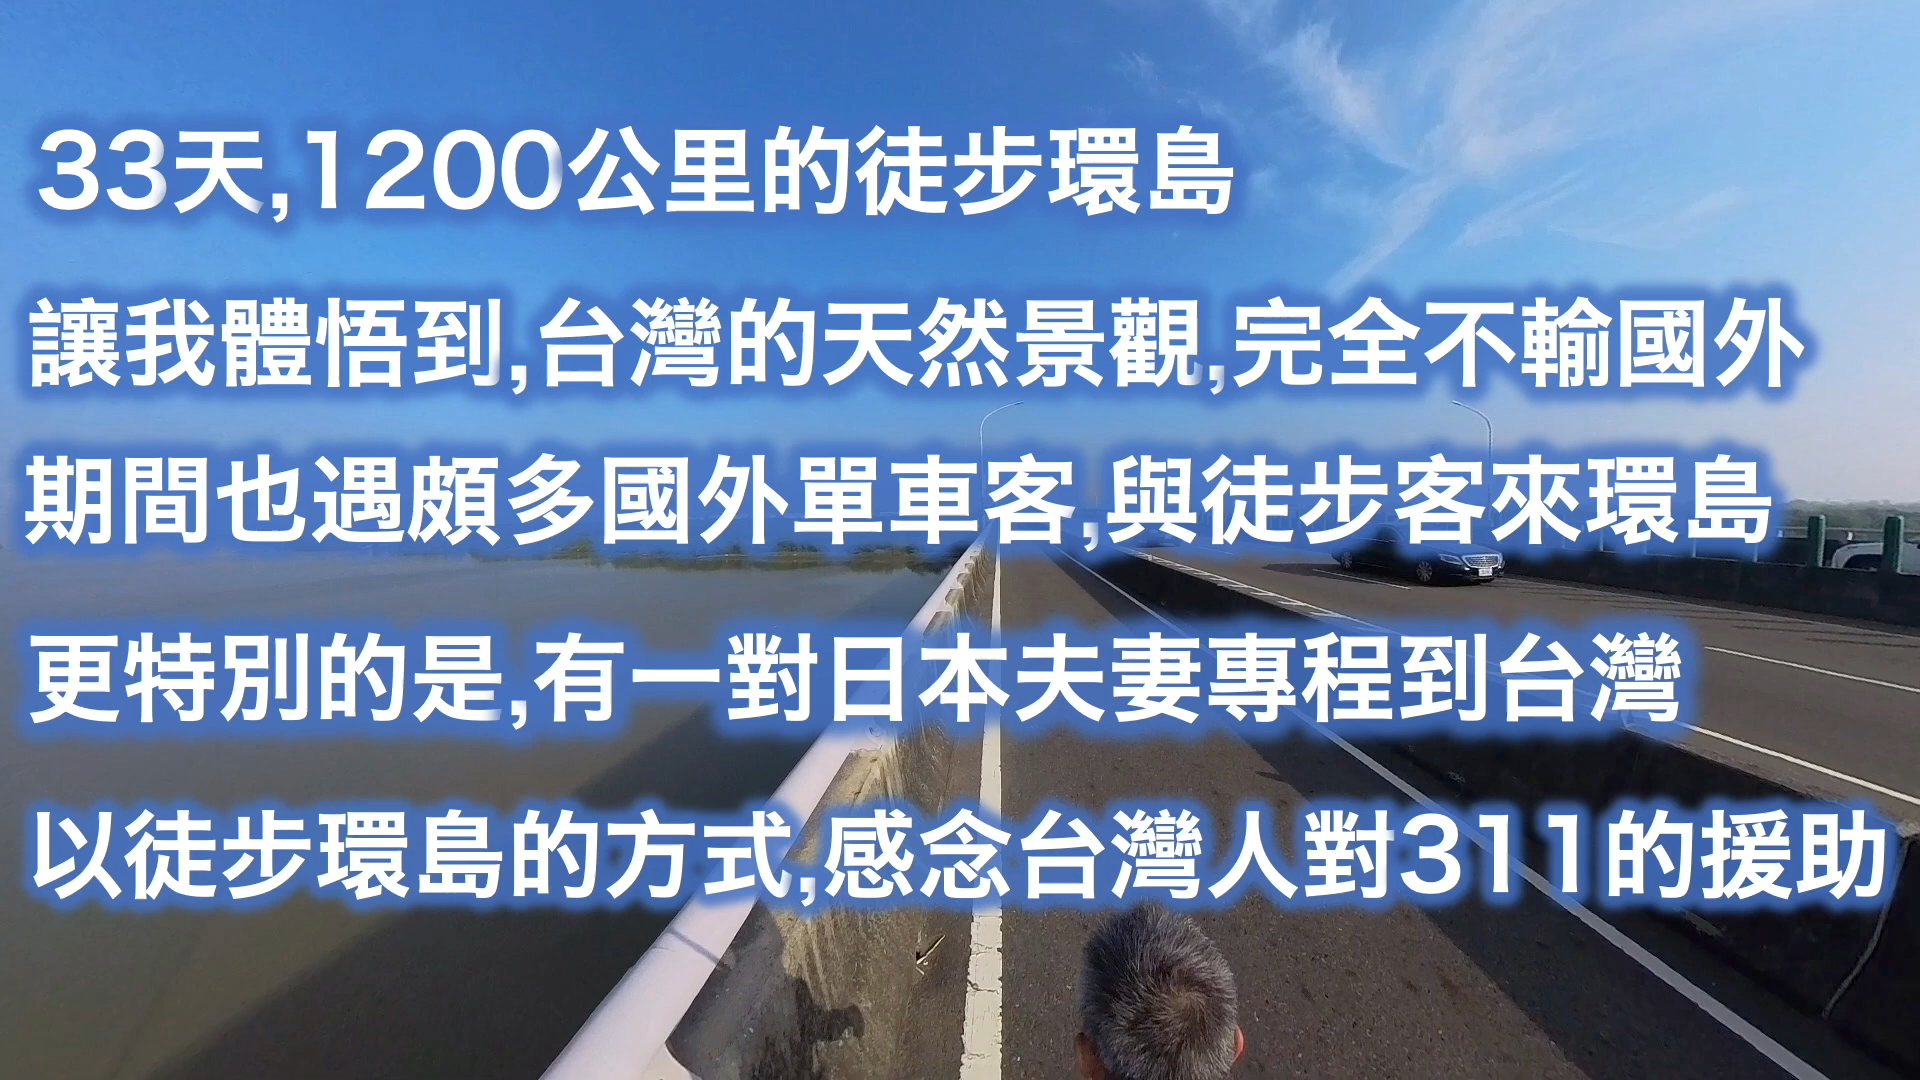 33天,1200公里的徒步環島
讓我體悟到,台灣的天然景觀,完全不輸國外
期間也遇頗多國外單車客,與徒步客來環島
更特別的是,有一對日本夫妻專程到台灣
以徒步環島的方式,感念台灣人對311的援助